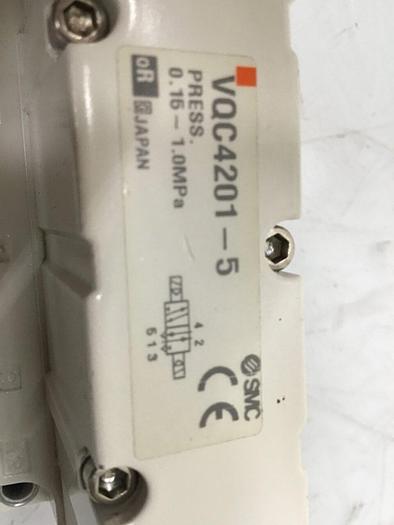 VQC4201-5
PRESS.
0.15-1.0MPa
oR G JAPAN
4 2
5 1 3
CE
SMC